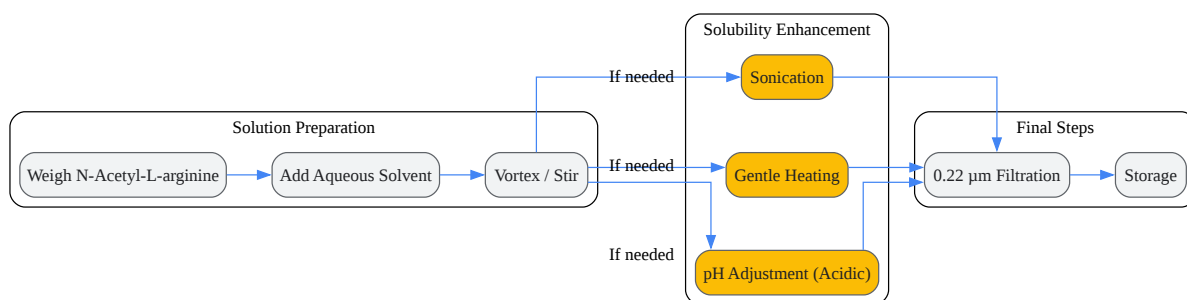 Solubility Enhancement
If needed
Sonication
Solution Preparation
Final Steps
Weigh N-Acetyl-L-arginine
Add Aqueous Solvent
Vortex / Stir
If needed
Gentle Heating
0.22 µm Filtration
Storage
If needed
pH Adjustment (Acidic)